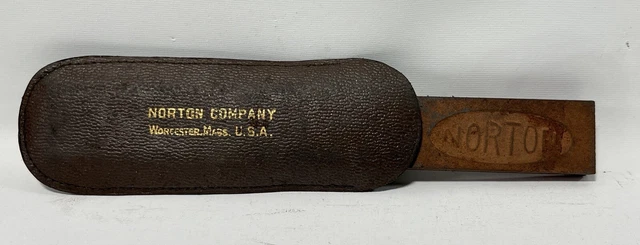 NORTON COMPANY
WORCESTER.MASS. U.S.A.
NORTON